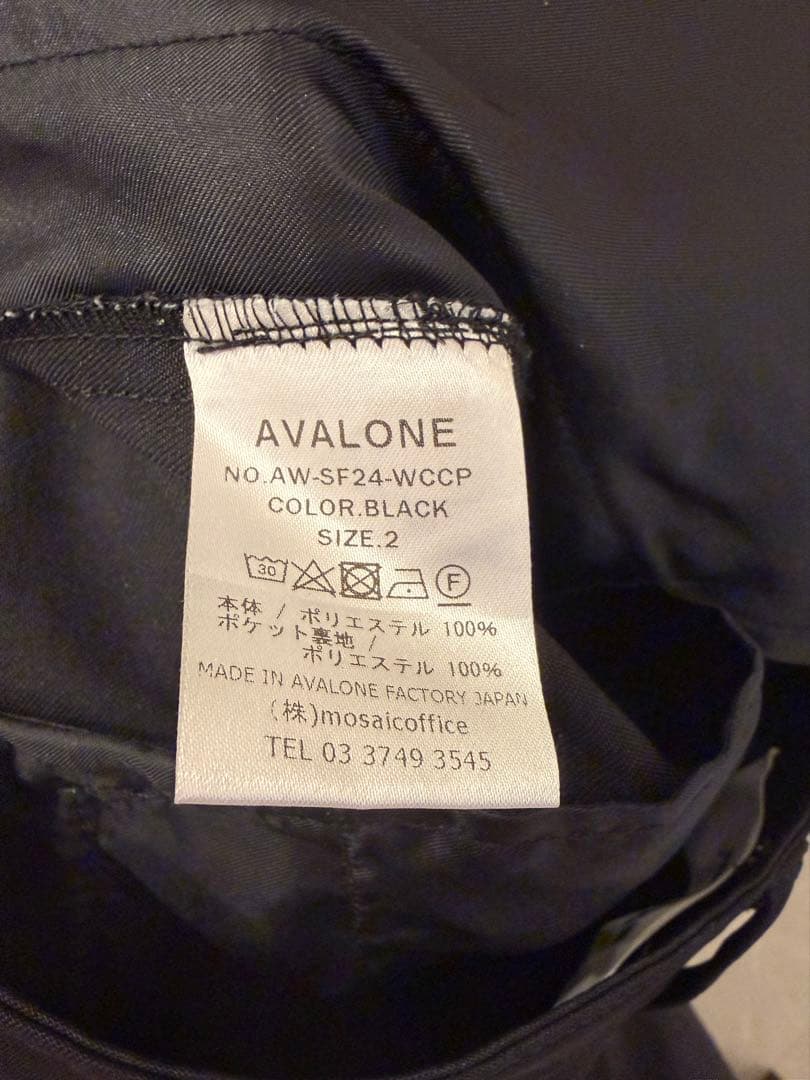 AVALONE
NO.AW-SF24-WCCP
COLOR.BLACK
SIZE.2
30 F
本体 / ポリエステル 100%
ポケット裏地 /
ポリエステル 100%
MADE IN AVALONE FACTORY JAPAN
(株)mosaicoffice
TEL 03 3749 3545